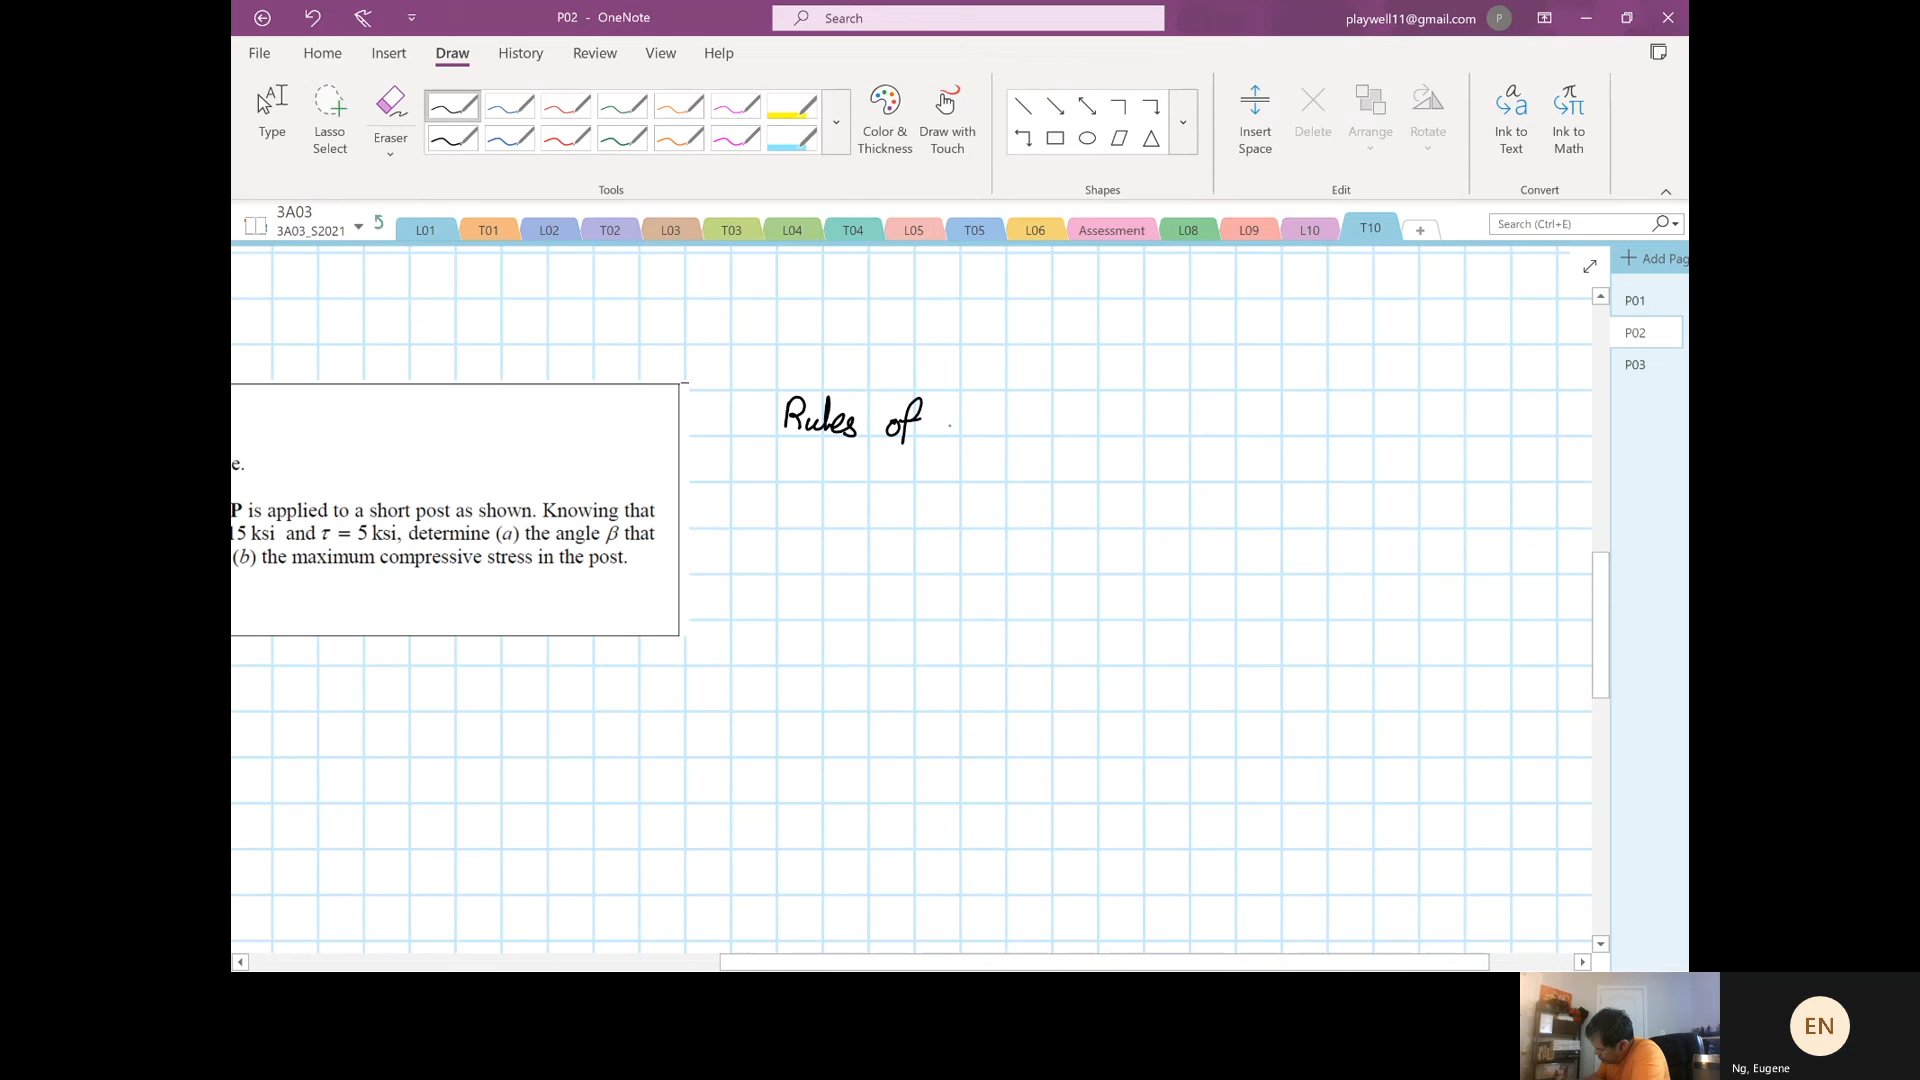 P02 - OneNote
Search
playwell11@gmail.com
P
File Home Insert Draw History Review View Help
Type
Lasso Select
Eraser
Color & Thickness
Draw with Touch
Insert Space
Delete
Arrange
Rotate
Ink to Text
Ink to Math
Tools
Shapes
Edit
Convert
3A03
3A03_S2021
L01 T01 L02 T02 L03 T03 L04 T04 L05 T05 L06 Assessment L08 L09 L10 T10
Search (Ctrl+E)
Add Pag
P01
P02
P03
Rules of
e.
P is applied to a short post as shown. Knowing that
15 ksi and τ = 5 ksi, determine (a) the angle β that
(b) the maximum compressive stress in the post.
EN
Ng, Eugene